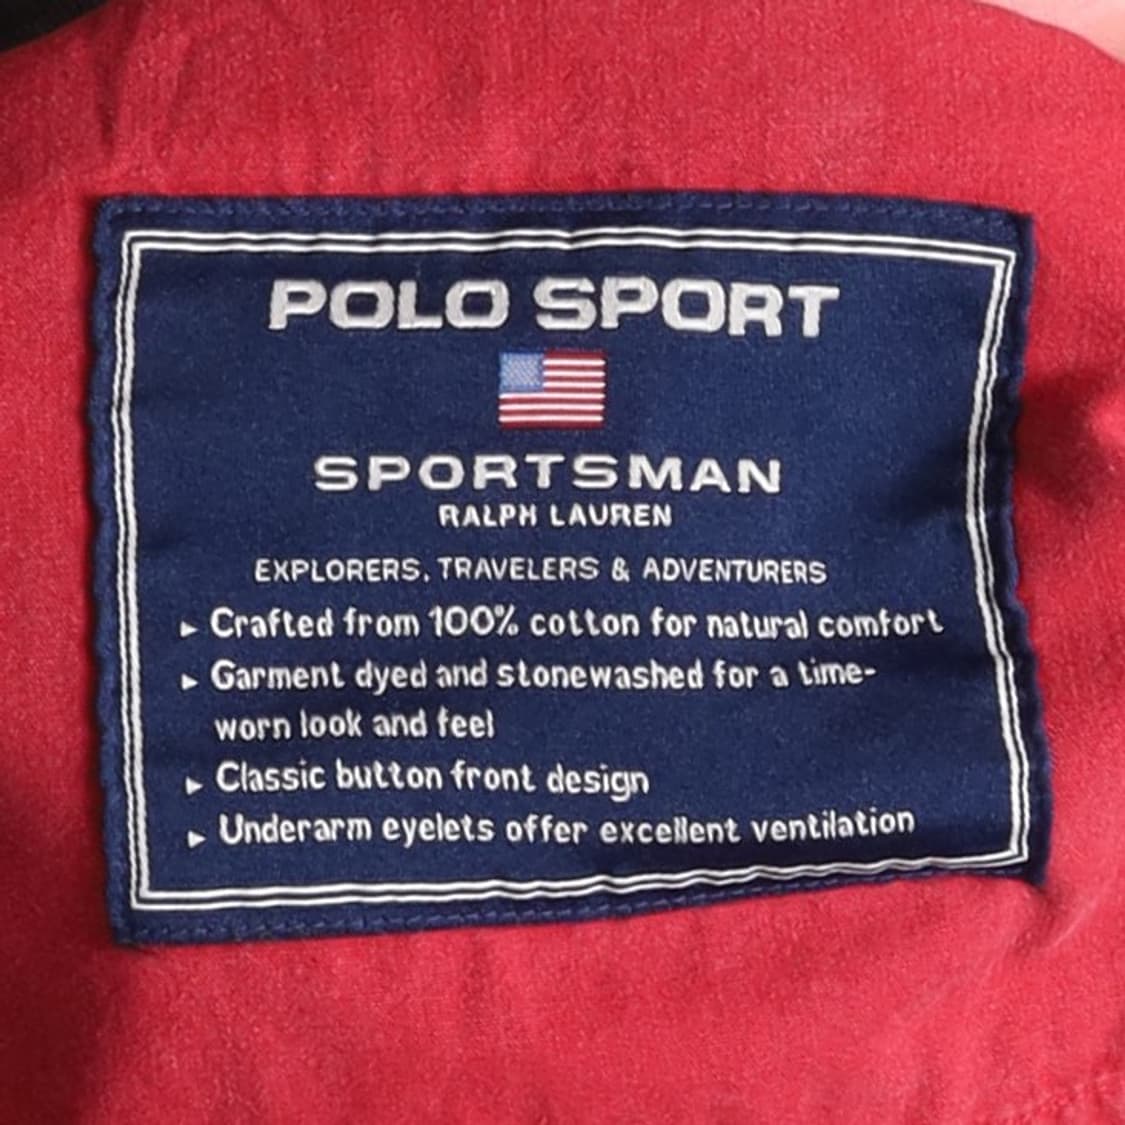 POLO SPORT
SPORTSMAN
RALPH LAUREN
EXPLORERS, TRAVELERS & ADVENTURERS
▸ Crafted from 100% cotton for natural comfort
▸ Garment dyed and stonewashed for a time-
worn look and feel
▸ Classic button front design
▸ Underarm eyelets offer excellent ventilation